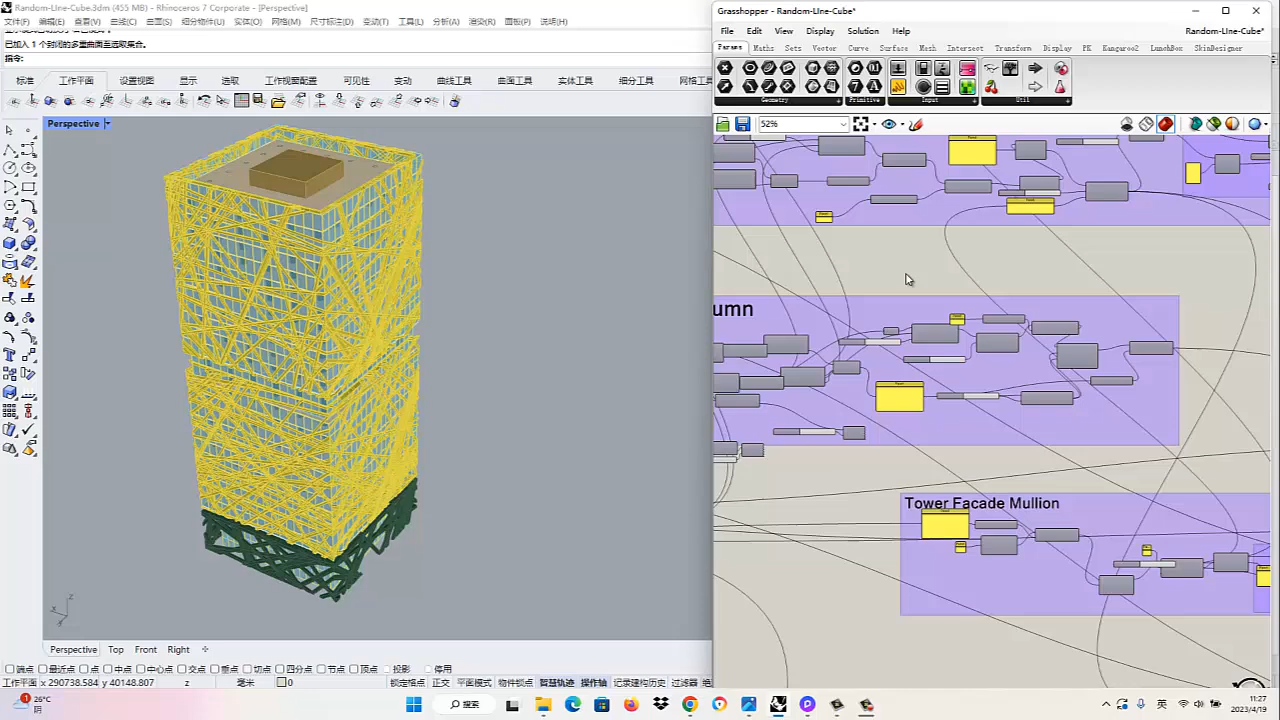 Random-LIne-Cube.3dm (455 MB) - Rhinoceros 7 Corporate - [Perspective]
文件(F) 编辑(E) 查看(V) 曲线(C) 曲面(S) 细分物件(U) 实体(O) 网格(M) 尺寸标注(D) 变动(T) 工具(L) 分析(A) 渲染(R) 面板(P) 说明(H)
已加入 1 个封闭的多重曲面至选取集合。
指令:
标准 工作平面 设置视图 显示 选取 工作视窗配置 可见性 变动 曲线工具 曲面工具 实体工具 细分工具 网格工
Perspective
Perspective Top Front Right
端点 最近点 点 中点 中心点 交点 垂点 切点 四分点 节点 顶点 投影 停用
工作平面 x 290738.584 y 40148.807 z 毫米 0 锁定格点 正交 平面模式 物件锁点 智慧轨迹 操作轴 记录建构历史 过滤器
Grasshopper - Random-LIne-Cube*
File Edit View Display Solution Help Random-LIne-Cube*
Params Maths Sets Vector Curve Surface Mesh Intersect Transform Display PK Kangaroo2 LunchBox SkinDesigner
Geometry Primitive Input Util
52%
umn
Tower Facade Mullion
1
26°C
阴
搜索
英
11:27
2023/4/19